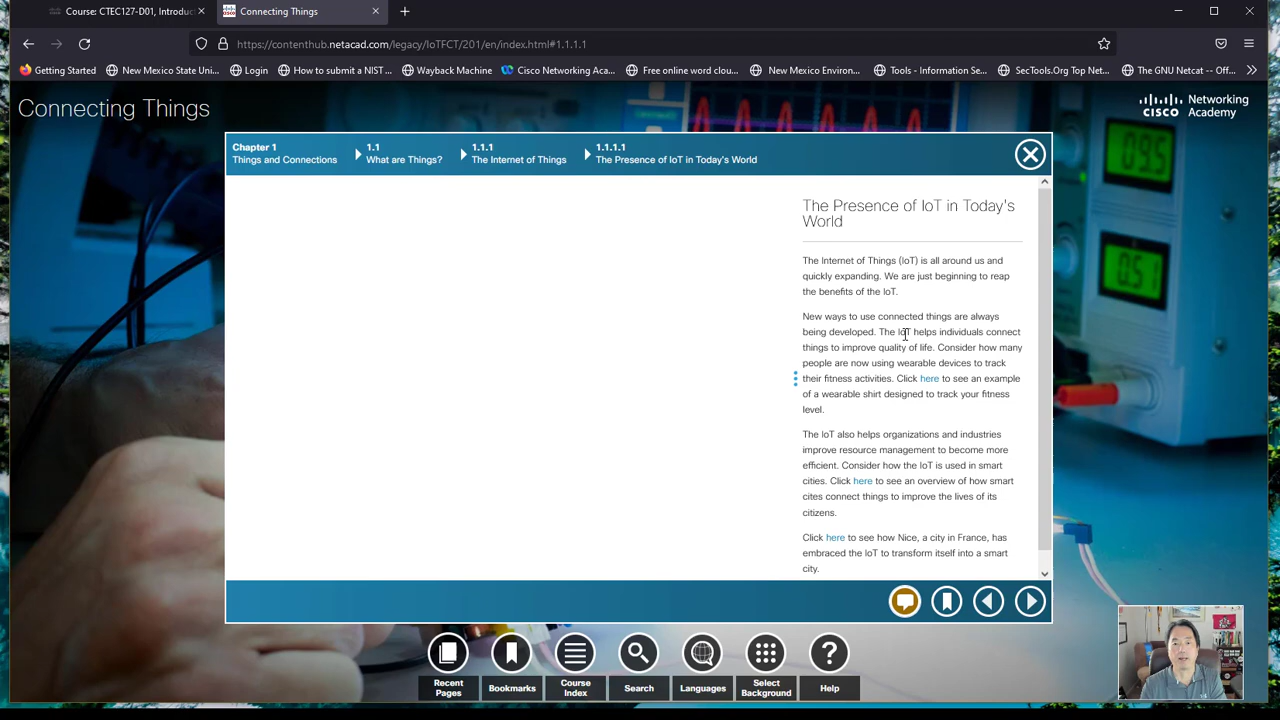 Course: CTEC127-D01, Introduct
Connecting Things
https://contenthub.netacad.com/legacy/IoTFCT/201/en/index.html#1.1.1.1
Getting Started
New Mexico State Uni...
Login
How to submit a NIST ...
Wayback Machine
Cisco Networking Aca...
Free online word clou...
New Mexico Environ...
Tools - Information Se...
SecTools.Org Top Net...
The GNU Netcat -- Off...
Connecting Things
cisco
Networking
Academy
Chapter 1
Things and Connections
1.1
What are Things?
1.1.1
The Internet of Things
1.1.1.1
The Presence of IoT in Today's World
The Presence of IoT in Today's
World
The Internet of Things (IoT) is all around us and
quickly expanding. We are just beginning to reap
the benefits of the IoT.
New ways to use connected things are always
being developed. The IoT helps individuals connect
things to improve quality of life. Consider how many
people are now using wearable devices to track
their fitness activities. Click here to see an example
of a wearable shirt designed to track your fitness
level.
The IoT also helps organizations and industries
improve resource management to become more
efficient. Consider how the IoT is used in smart
cities. Click here to see an overview of how smart
cites connect things to improve the lives of its
citizens.
Click here to see how Nice, a city in France, has
embraced the IoT to transform itself into a smart
city.
Recent
Pages
Bookmarks
Course
Index
Search
Languages
Select
Background
Help